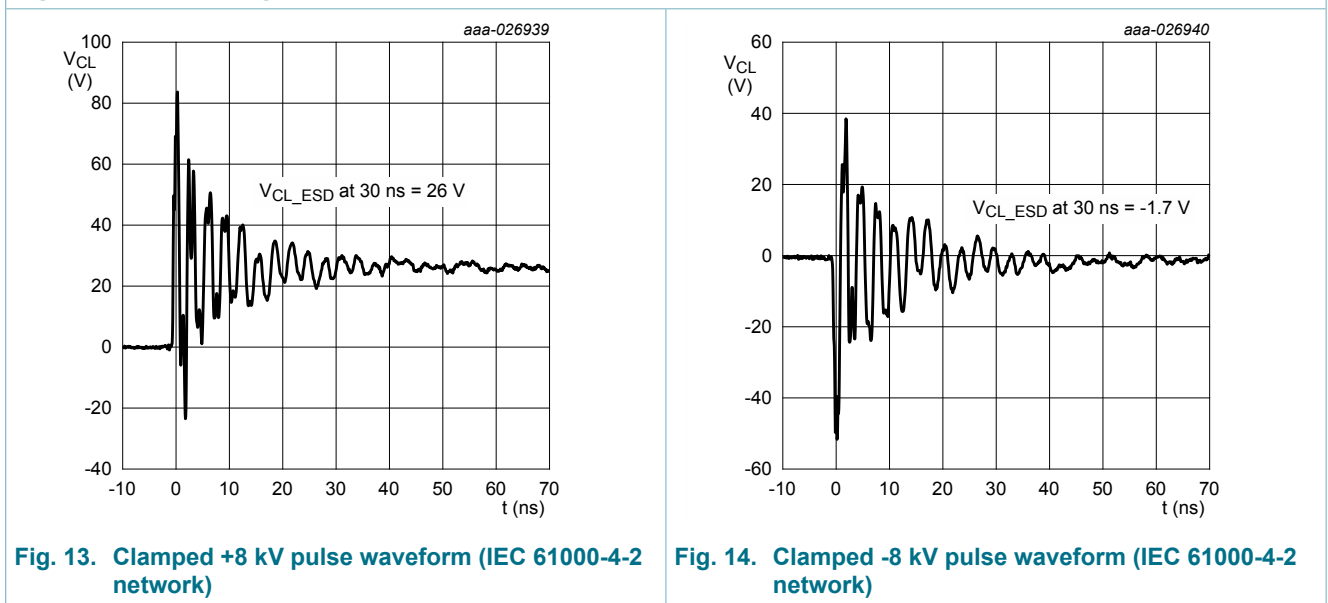 aaa-026939
V_CL
(V)
100
80
60
40
20
0
-20
-40
V_CL_ESD at 30 ns = 26 V
-10 0 10 20 30 40 50 60 70
t (ns)
Fig. 13. Clamped +8 kV pulse waveform (IEC 61000-4-2
network)
aaa-026940
V_CL
(V)
60
40
20
0
-20
-40
-60
V_CL_ESD at 30 ns = -1.7 V
-10 0 10 20 30 40 50 60 70
t (ns)
Fig. 14. Clamped -8 kV pulse waveform (IEC 61000-4-2
network)